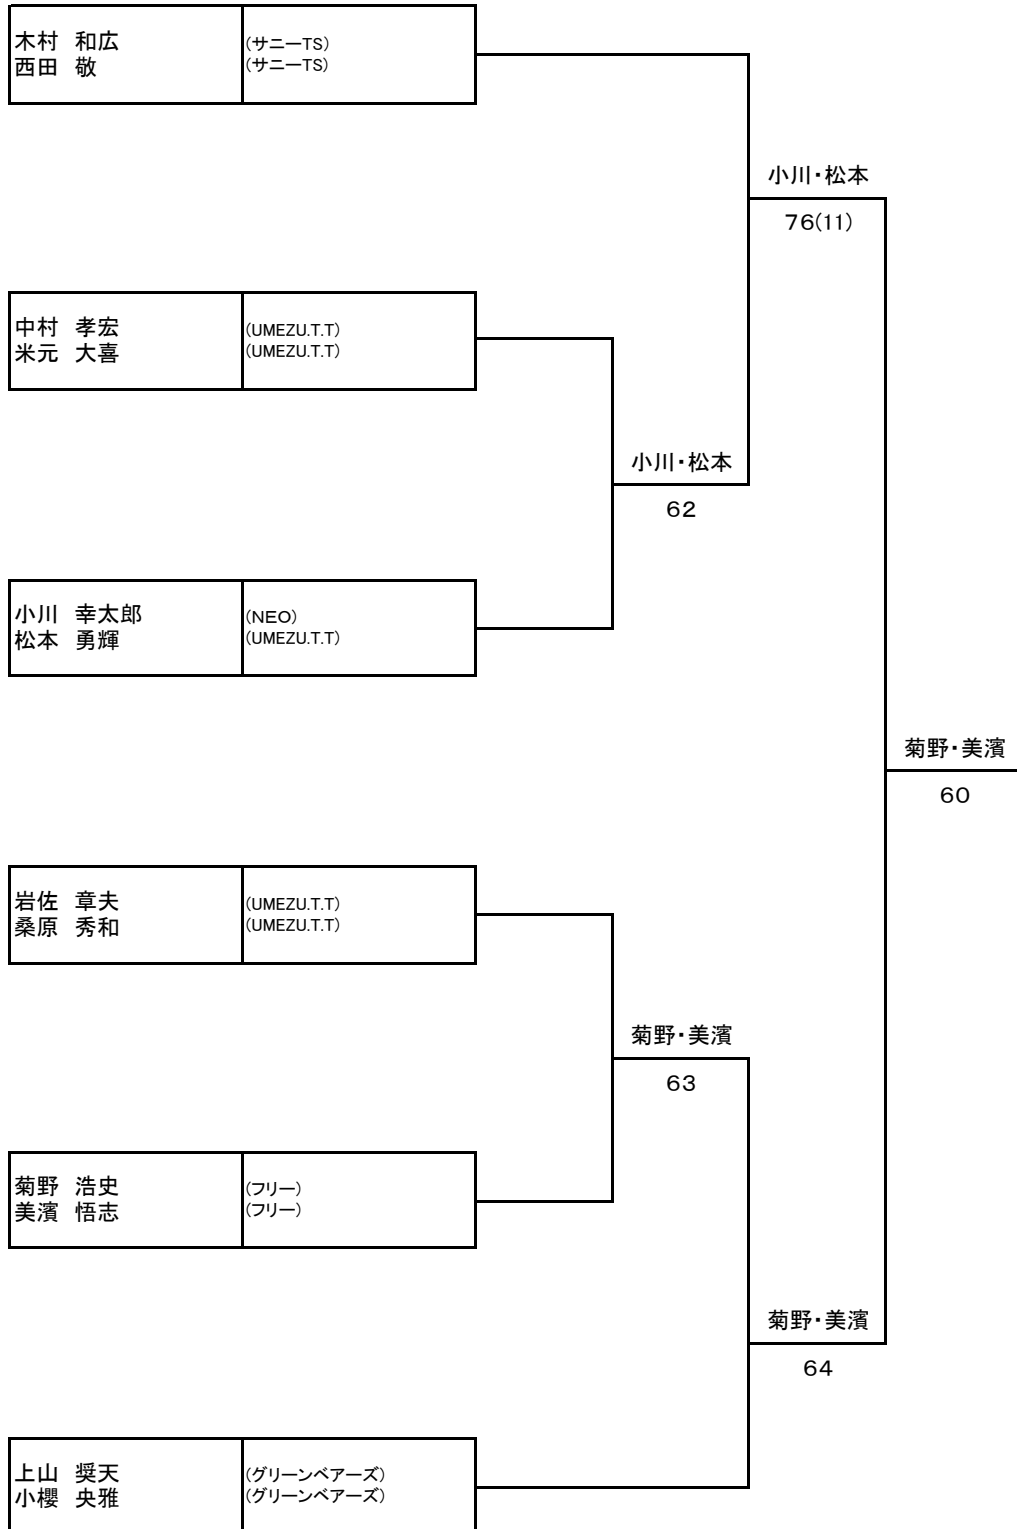 木村　和広
西田　敬
(サニーTS)
(サニーTS)
小川・松本
76(11)
中村　孝宏
米元　大喜
(UMEZU.T.T)
(UMEZU.T.T)
小川・松本
62
小川　幸太郎
松本　勇輝
(NEO)
(UMEZU.T.T)
菊野・美濱
60
岩佐　章夫
桑原　秀和
(UMEZU.T.T)
(UMEZU.T.T)
菊野・美濱
63
菊野　浩史
美濱　悟志
(フリー)
(フリー)
菊野・美濱
64
上山　奨天
小櫻　央雅
(グリーンベアーズ)
(グリーンベアーズ)